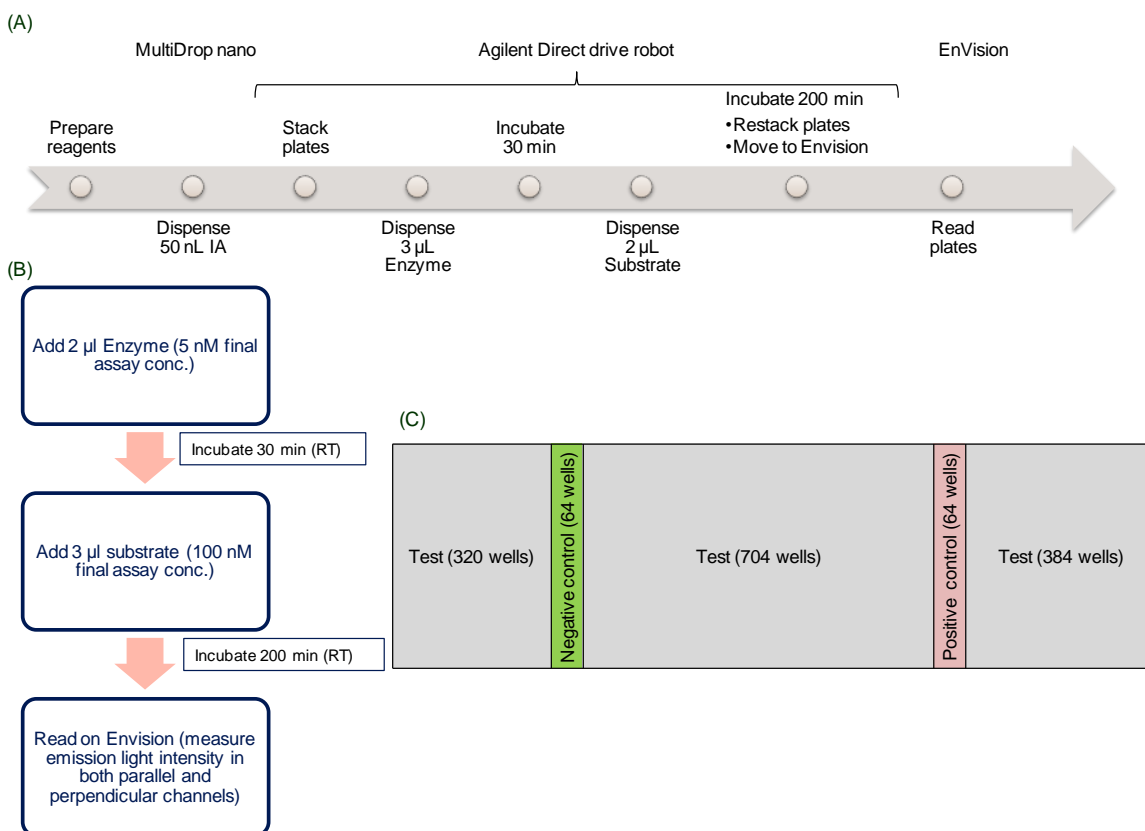 (A)
MultiDrop nano
Agilent Direct drive robot
EnVision
Prepare
reagents
Stack
plates
Incubate
30 min
Incubate 200 min
•Restack plates
•Move to Envision
Dispense
50 nL IA
Dispense
3 µL
Enzyme
Dispense
2 µL
Substrate
Read
plates
(B)
Add 2 µl Enzyme (5 nM final
assay conc.)
Incubate 30 min (RT)
Add 3 µl substrate (100 nM
final assay conc.)
Incubate 200 min (RT)
Read on Envision (measure
emission light intensity in
both parallel and
perpendicular channels)
(C)
Test (320 wells)
Negative control (64 wells)
Test (704 wells)
Positive control (64 wells)
Test (384 wells)